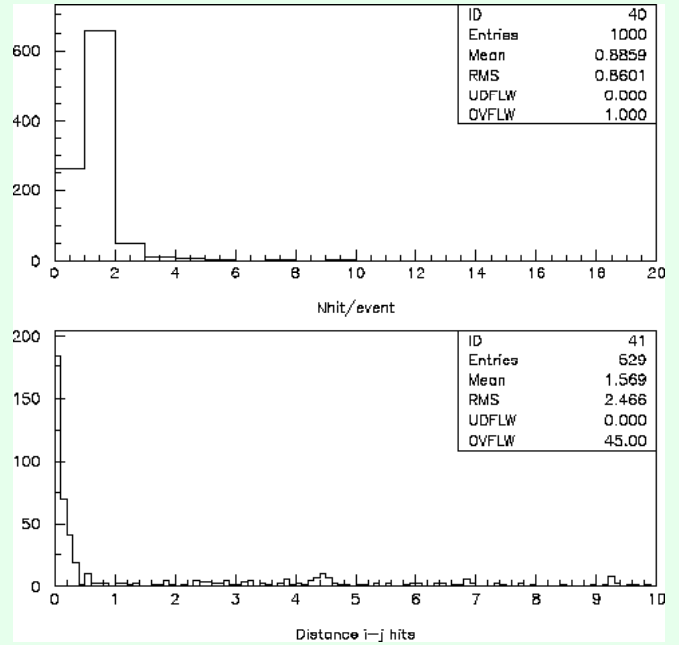 ID 40
Entries 1000
Mean 0.8859
RMS 0.8601
UDFLW 0.000
OVFLW 1.000
600
400
200
0
0 2 4 6 8 10 12 14 16 18 20
Nhit/event
ID 41
Entries 629
Mean 1.569
RMS 2.466
UDFLW 0.000
OVFLW 45.00
200
150
100
50
0
0 1 2 3 4 5 6 7 8 9 10
Distance i-j hits